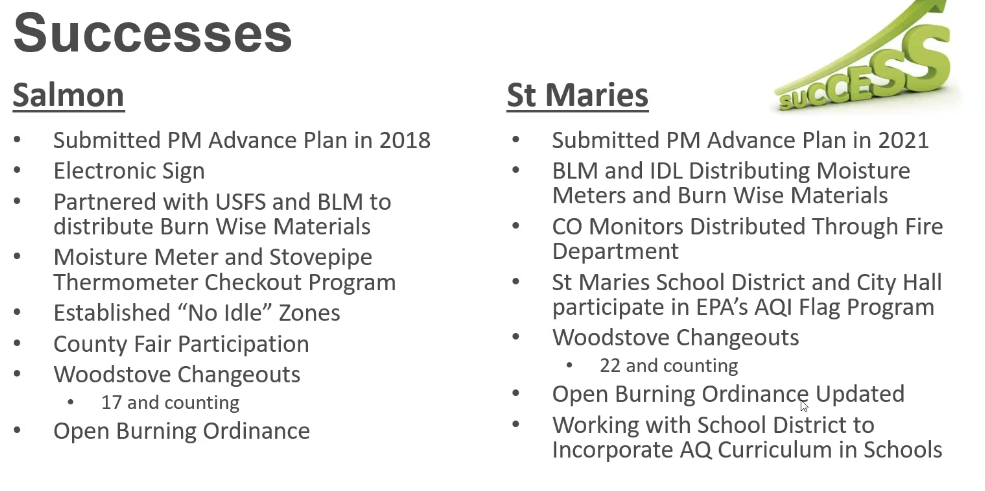 Successes
SUCCESS
Salmon
• Submitted PM Advance Plan in 2018
• Electronic Sign
• Partnered with USFS and BLM to
distribute Burn Wise Materials
• Moisture Meter and Stovepipe
Thermometer Checkout Program
• Established “No Idle” Zones
• County Fair Participation
• Woodstove Changeouts
• 17 and counting
• Open Burning Ordinance
St Maries
• Submitted PM Advance Plan in 2021
• BLM and IDL Distributing Moisture
Meters and Burn Wise Materials
• CO Monitors Distributed Through Fire
Department
• St Maries School District and City Hall
participate in EPA’s AQI Flag Program
• Woodstove Changeouts
• 22 and counting
• Open Burning Ordinance Updated
• Working with School District to
Incorporate AQ Curriculum in Schools